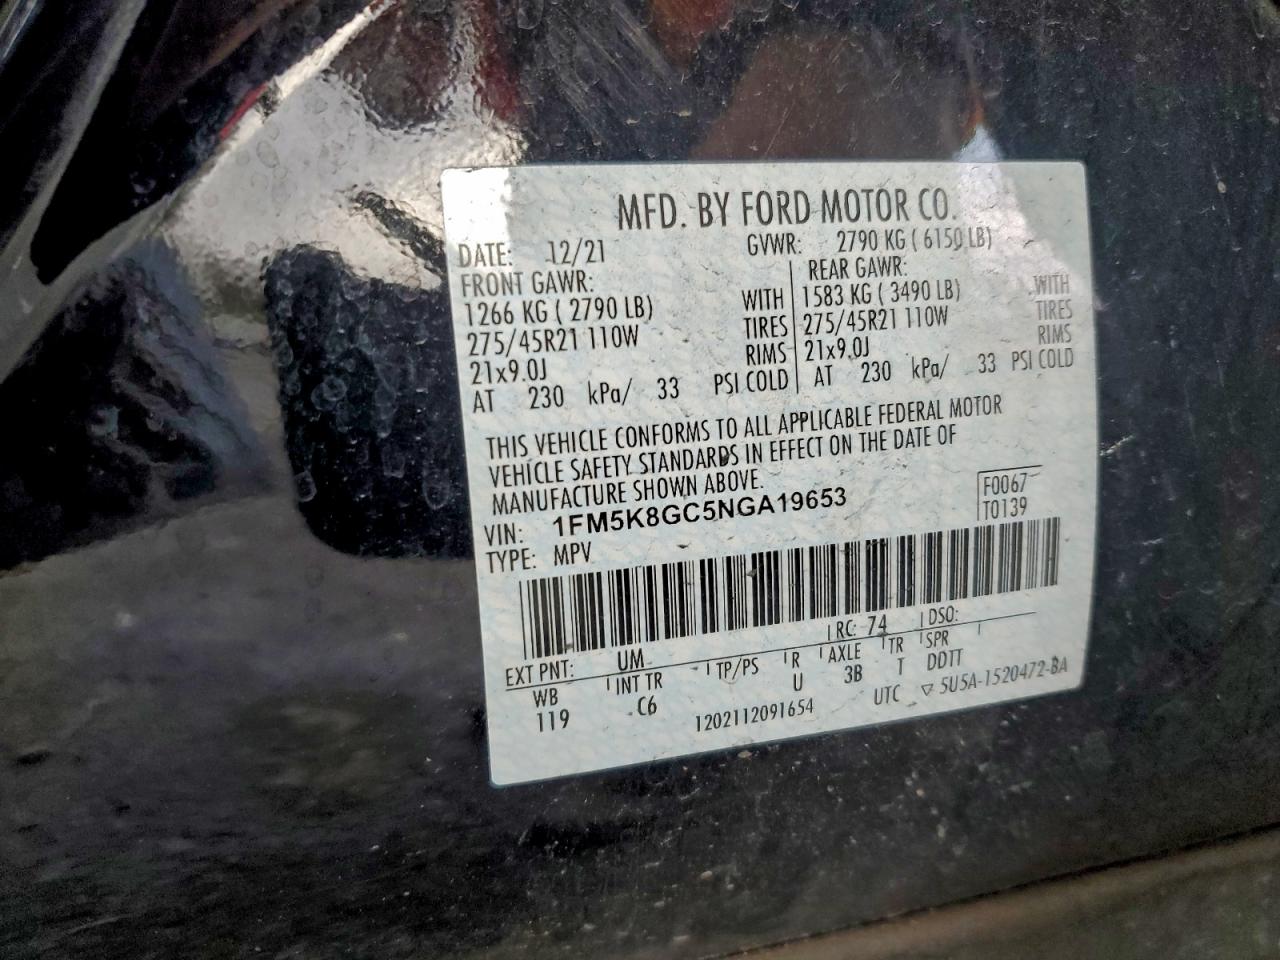 MFD. BY FORD MOTOR CO.
DATE: 12/21 GVWR: 2790 KG ( 6150 LB)
FRONT GAWR: REAR GAWR:
1266 KG ( 2790 LB) WITH 1583 KG ( 3490 LB) WITH
275/45R21 110W TIRES 275/45R21 110W TIRES
21x9.0J RIMS 21x9.0J RIMS
AT 230 kPa/ 33 PSI COLD AT 230 kPa/ 33 PSI COLD
THIS VEHICLE CONFORMS TO ALL APPLICABLE FEDERAL MOTOR
VEHICLE SAFETY STANDARDS IN EFFECT ON THE DATE OF
MANUFACTURE SHOWN ABOVE.
VIN: 1FM5K8GC5NGA19653 F0067
TYPE: MPV T0139
EXT PNT: UM RC: 74 DSO:
WB INT TR TP/PS R AXLE TR SPR
119 C6 U 3B T DDTT
1202112091654 UTC ▽ 5U5A-1520472-BA